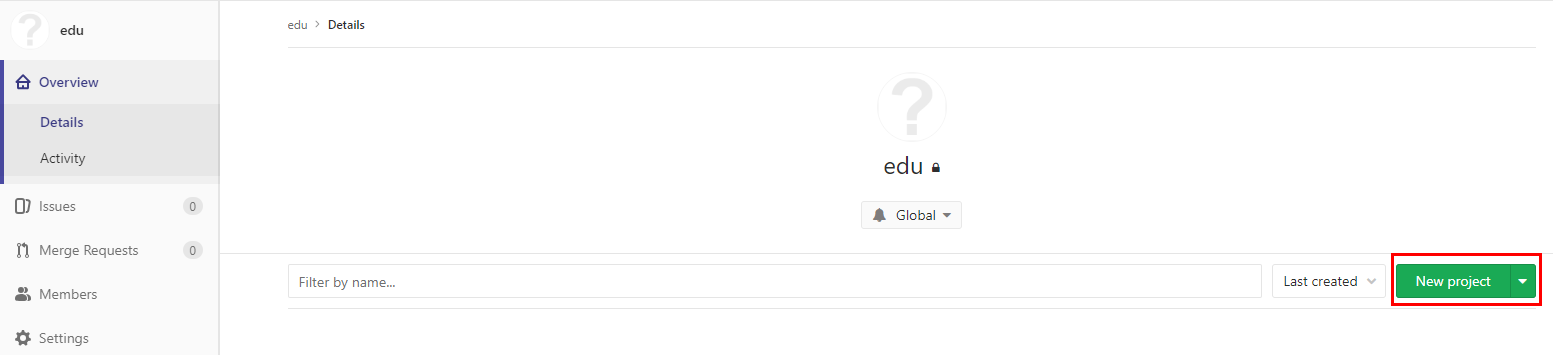 edu
Overview
Details
Activity
Issues 0
Merge Requests 0
Members
Settings
edu > Details
?
edu
Global
Filter by name...
Last created
New project